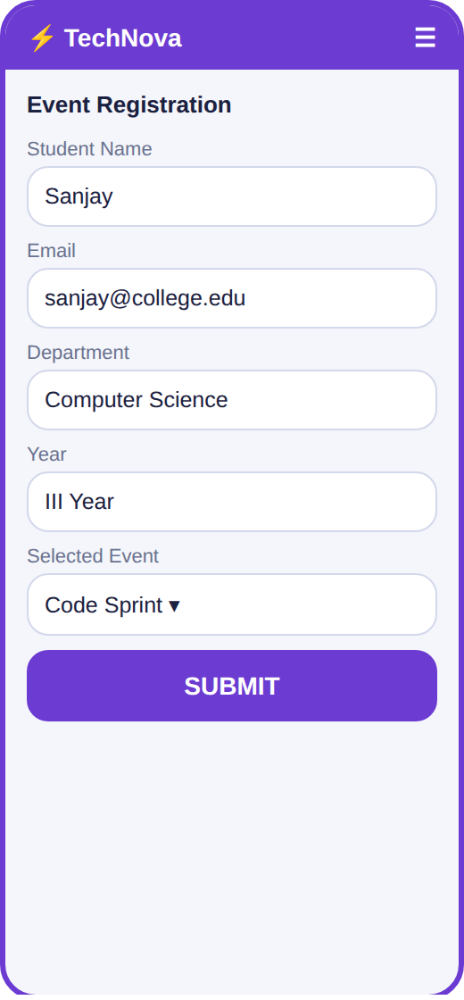 ⚡ TechNova ☰
Event Registration
Student Name
Sanjay
Email
sanjay@college.edu
Department
Computer Science
Year
III Year
Selected Event
Code Sprint ▾
SUBMIT